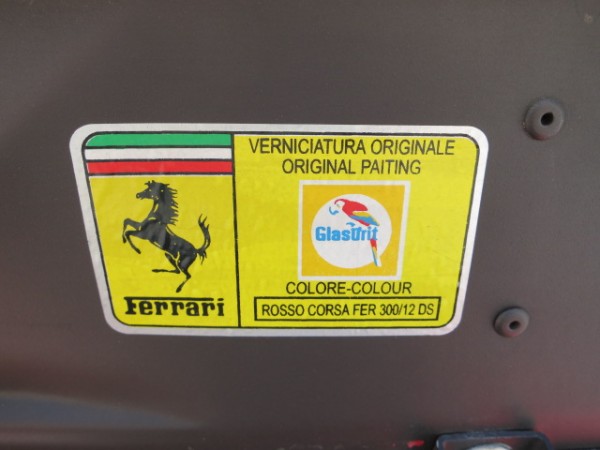 VERNICIATURA ORIGINALE
ORIGINAL PAITING
Glasurit
COLORE-COLOUR
Ferrari
ROSSO CORSA FER 300/12 DS